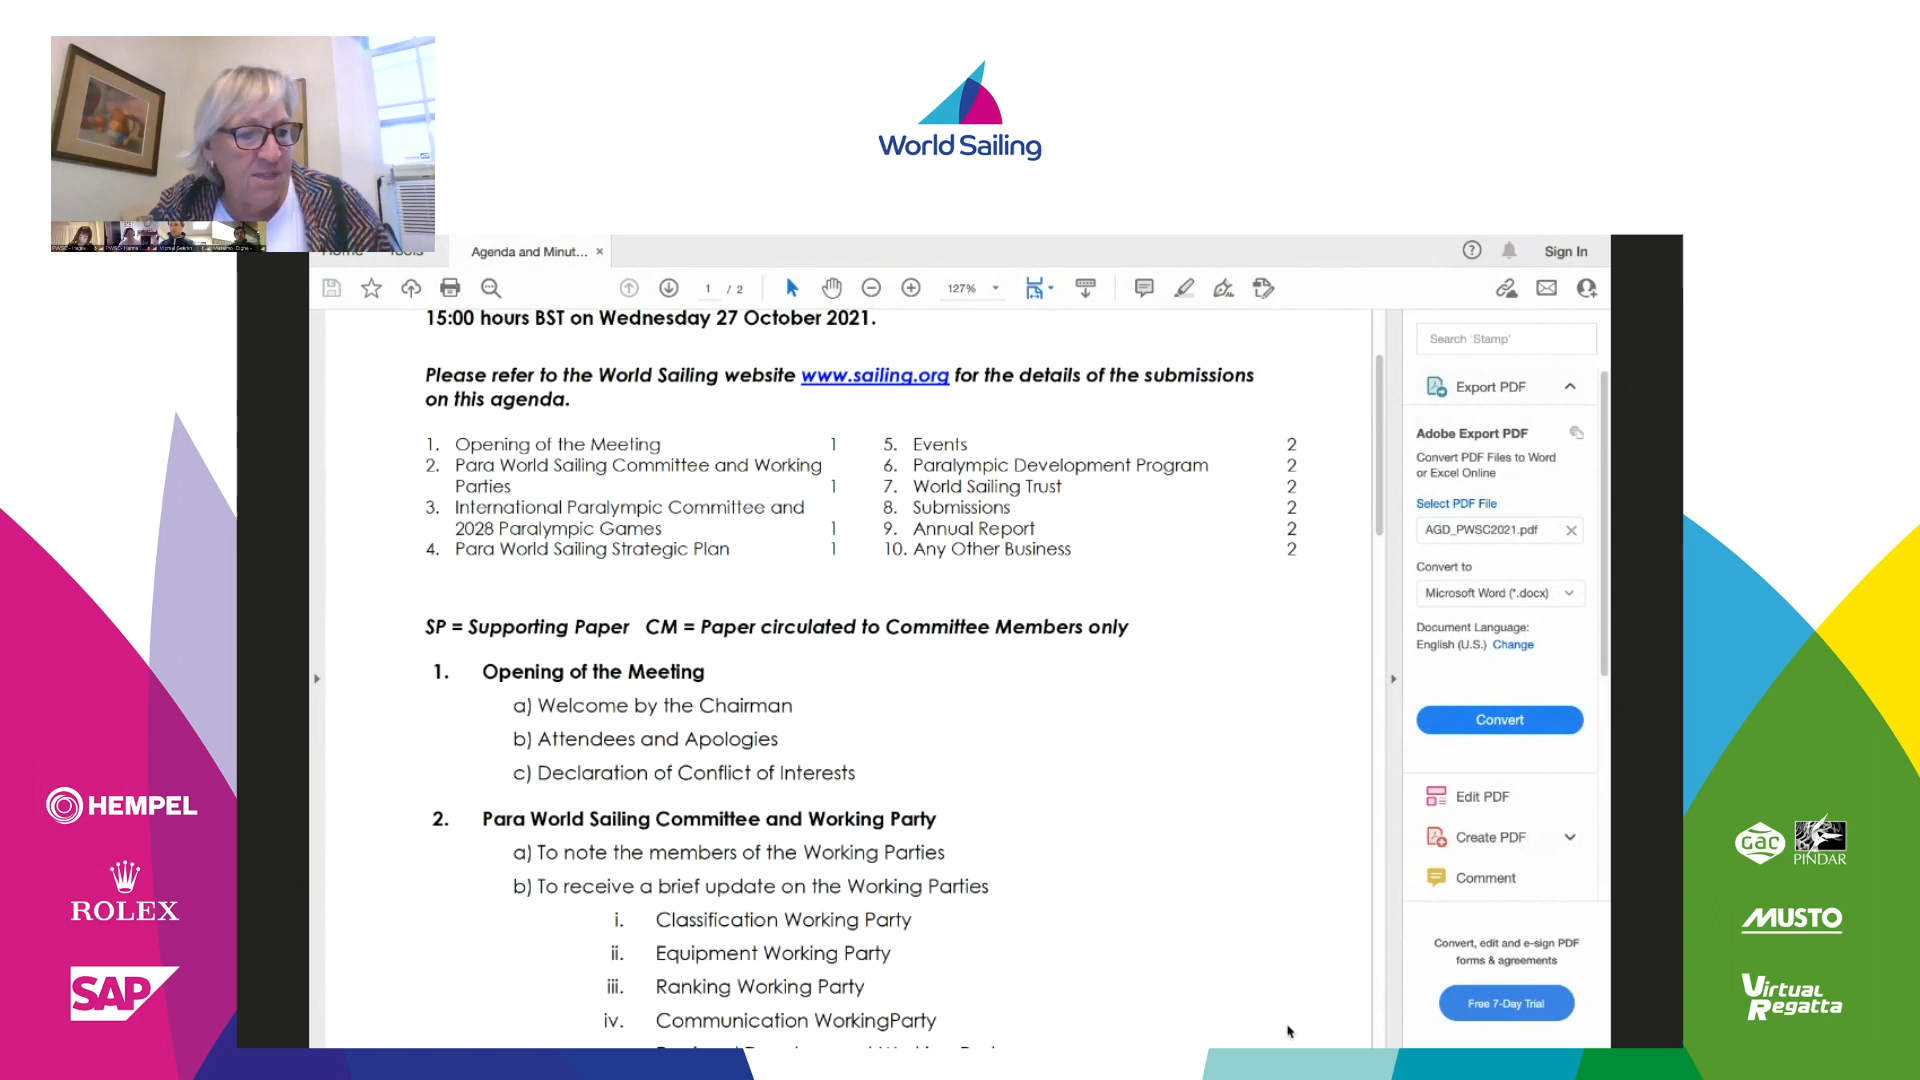 World Sailing
Home
Tools
Agenda and Minut... ×
Sign In
1 / 2
127%
15:00 hours BST on Wednesday 27 October 2021.
Please refer to the World Sailing website www.sailing.org for the details of the submissions
on this agenda.
1. Opening of the Meeting 1
2. Para World Sailing Committee and Working
Parties 1
3. International Paralympic Committee and
2028 Paralympic Games 1
4. Para World Sailing Strategic Plan 1
5. Events 2
6. Paralympic Development Program 2
7. World Sailing Trust 2
8. Submissions 2
9. Annual Report 2
10. Any Other Business 2
SP = Supporting Paper CM = Paper circulated to Committee Members only
1. Opening of the Meeting
a) Welcome by the Chairman
b) Attendees and Apologies
c) Declaration of Conflict of Interests
2. Para World Sailing Committee and Working Party
a) To note the members of the Working Parties
b) To receive a brief update on the Working Parties
i. Classification Working Party
ii. Equipment Working Party
iii. Ranking Working Party
iv. Communication WorkingParty
Search 'Stamp'
Export PDF
Adobe Export PDF
Convert PDF Files to Word
or Excel Online
Select PDF File
AGD_PWSC2021.pdf
Convert to
Microsoft Word (*.docx)
Document Language:
English (U.S.) Change
Convert
Edit PDF
Create PDF
Comment
Convert, edit and e-sign PDF
forms & agreements
Free 7-Day Trial
HEMPEL
ROLEX
SAP
GAC
PINDAR
MUSTO
Virtual
Regatta